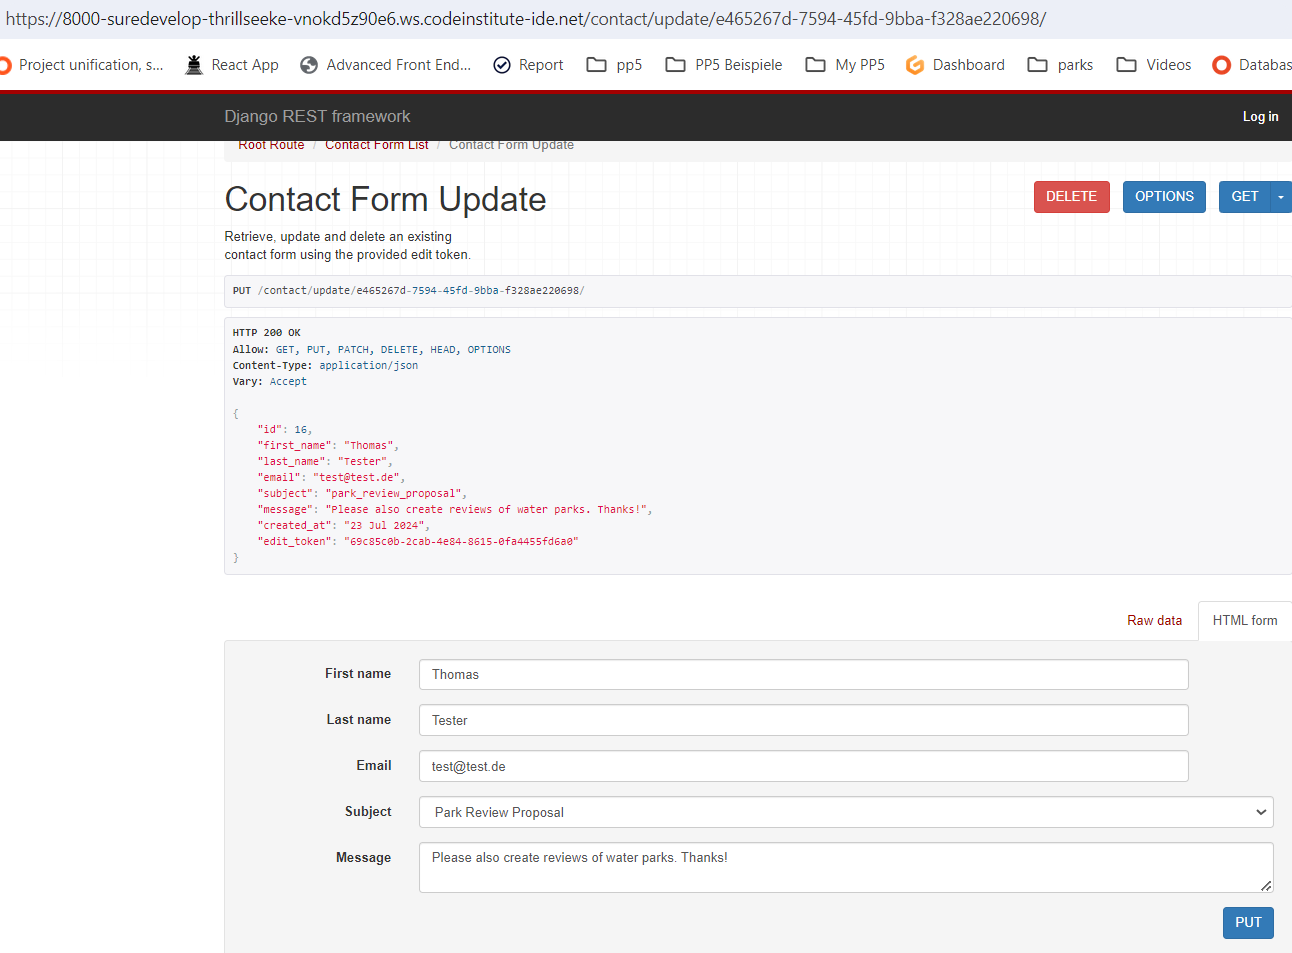 https://8000-suredevelop-thrillseeke-vnokd5z90e6.ws.codeinstitute-ide.net/contact/update/e465267d-7594-45fd-9bba-f328ae220698/
Project unification, s... React App Advanced Front End... Report pp5 PP5 Beispiele My PP5 Dashboard parks Videos Databas
Django REST framework Log in
Root Route / Contact Form List / Contact Form Update
Contact Form Update DELETE OPTIONS GET
Retrieve, update and delete an existing
contact form using the provided edit token.
PUT /contact/update/e465267d-7594-45fd-9bba-f328ae220698/
HTTP 200 OK
Allow: GET, PUT, PATCH, DELETE, HEAD, OPTIONS
Content-Type: application/json
Vary: Accept
{
"id": 16,
"first_name": "Thomas",
"last_name": "Tester",
"email": "test@test.de",
"subject": "park_review_proposal",
"message": "Please also create reviews of water parks. Thanks!",
"created_at": "23 Jul 2024",
"edit_token": "69c85c0b-2cab-4e84-8615-0fa4455fd6a0"
}
Raw data HTML form
First name Thomas
Last name Tester
Email test@test.de
Subject Park Review Proposal
Message Please also create reviews of water parks. Thanks!
PUT